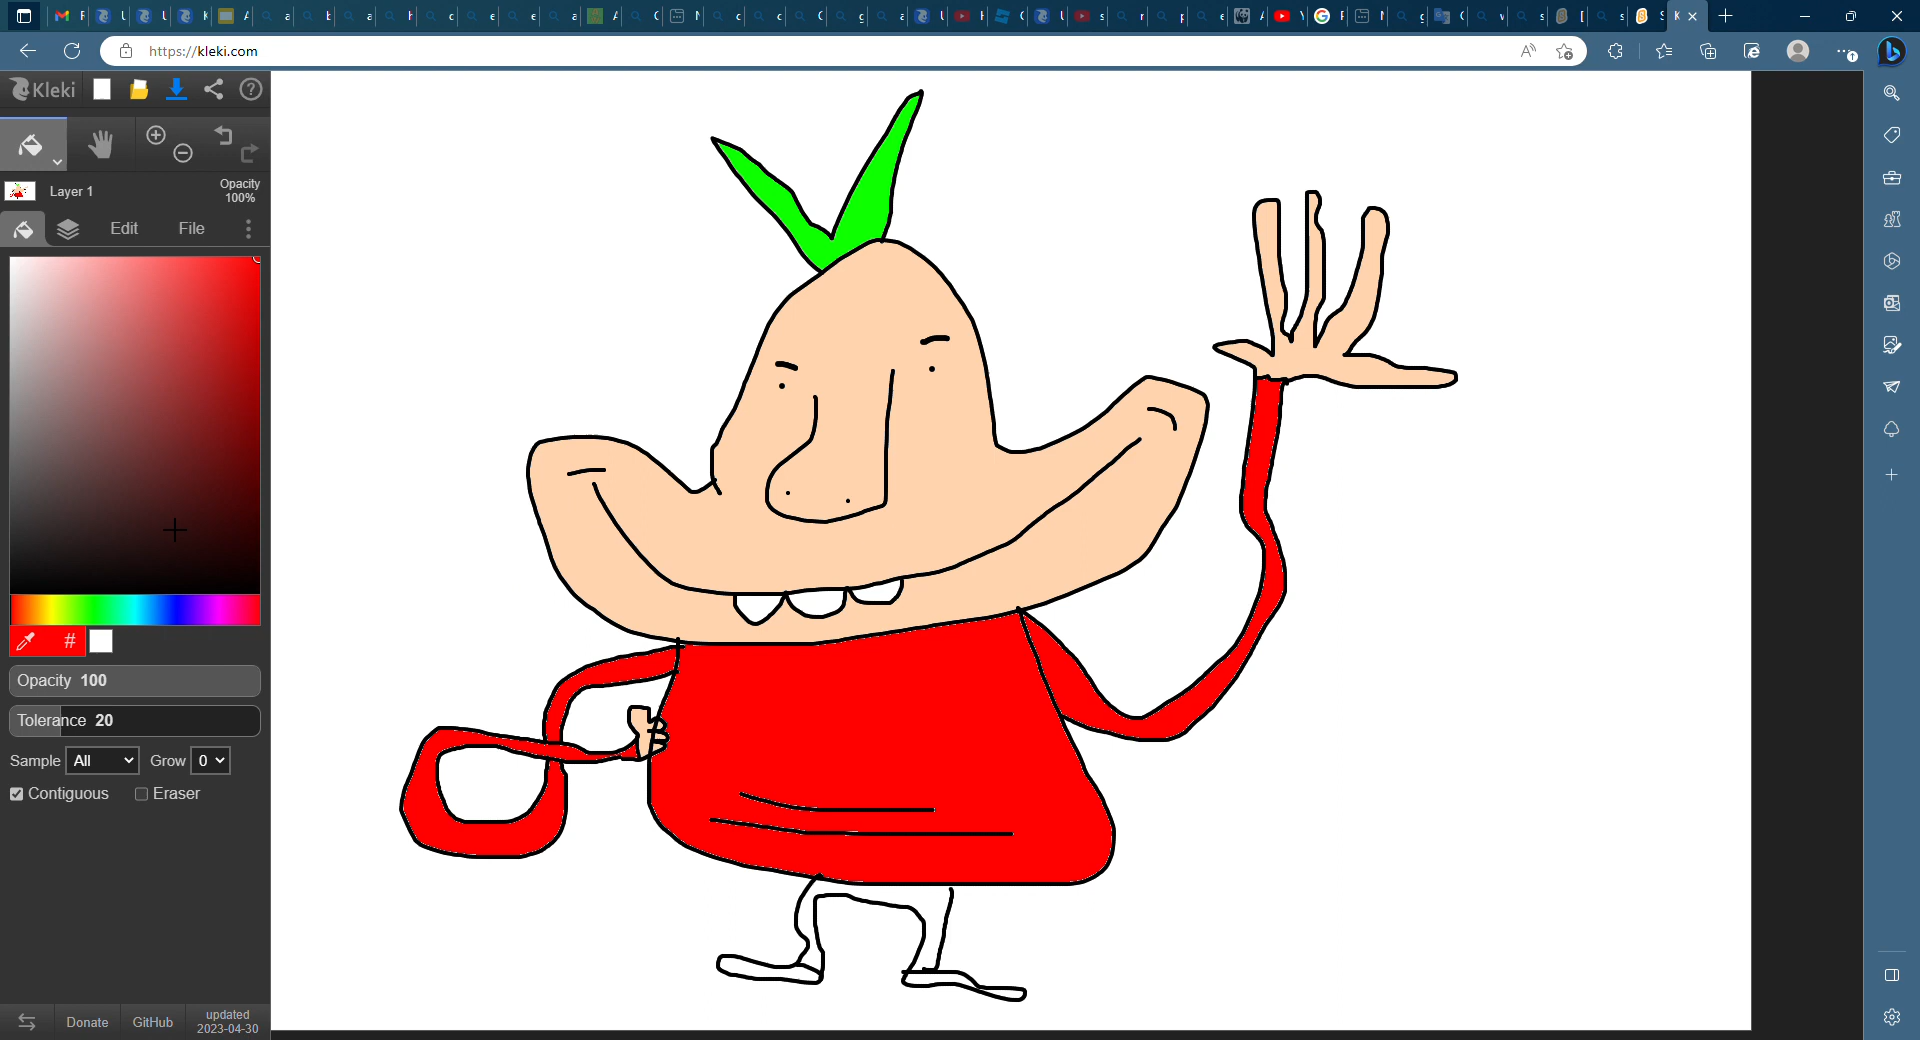 https://kleki.com
Kleki
Layer 1
Opacity
100%
Edit
File
#
Opacity 100
Tolerance 20
Sample All Grow 0
Contiguous Eraser
Donate GitHub updated
2023-04-30